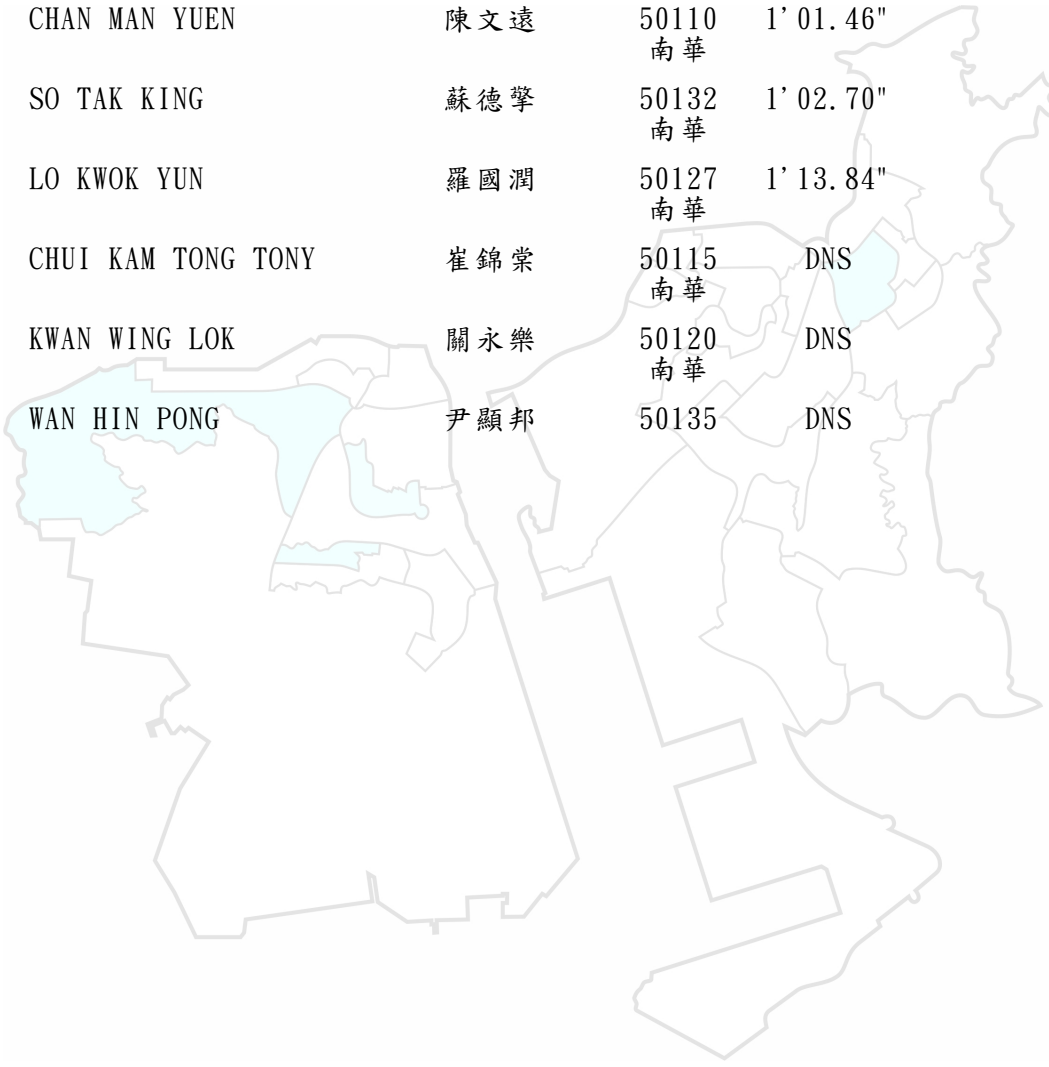 CHAN MAN YUEN 陳文遠 50110 1'01.46"
南華
SO TAK KING 蘇德擎 50132 1'02.70"
南華
LO KWOK YUN 羅國潤 50127 1'13.84"
南華
CHUI KAM TONG TONY 崔錦棠 50115 DNS
南華
KWAN WING LOK 關永樂 50120 DNS
南華
WAN HIN PONG 尹顯邦 50135 DNS